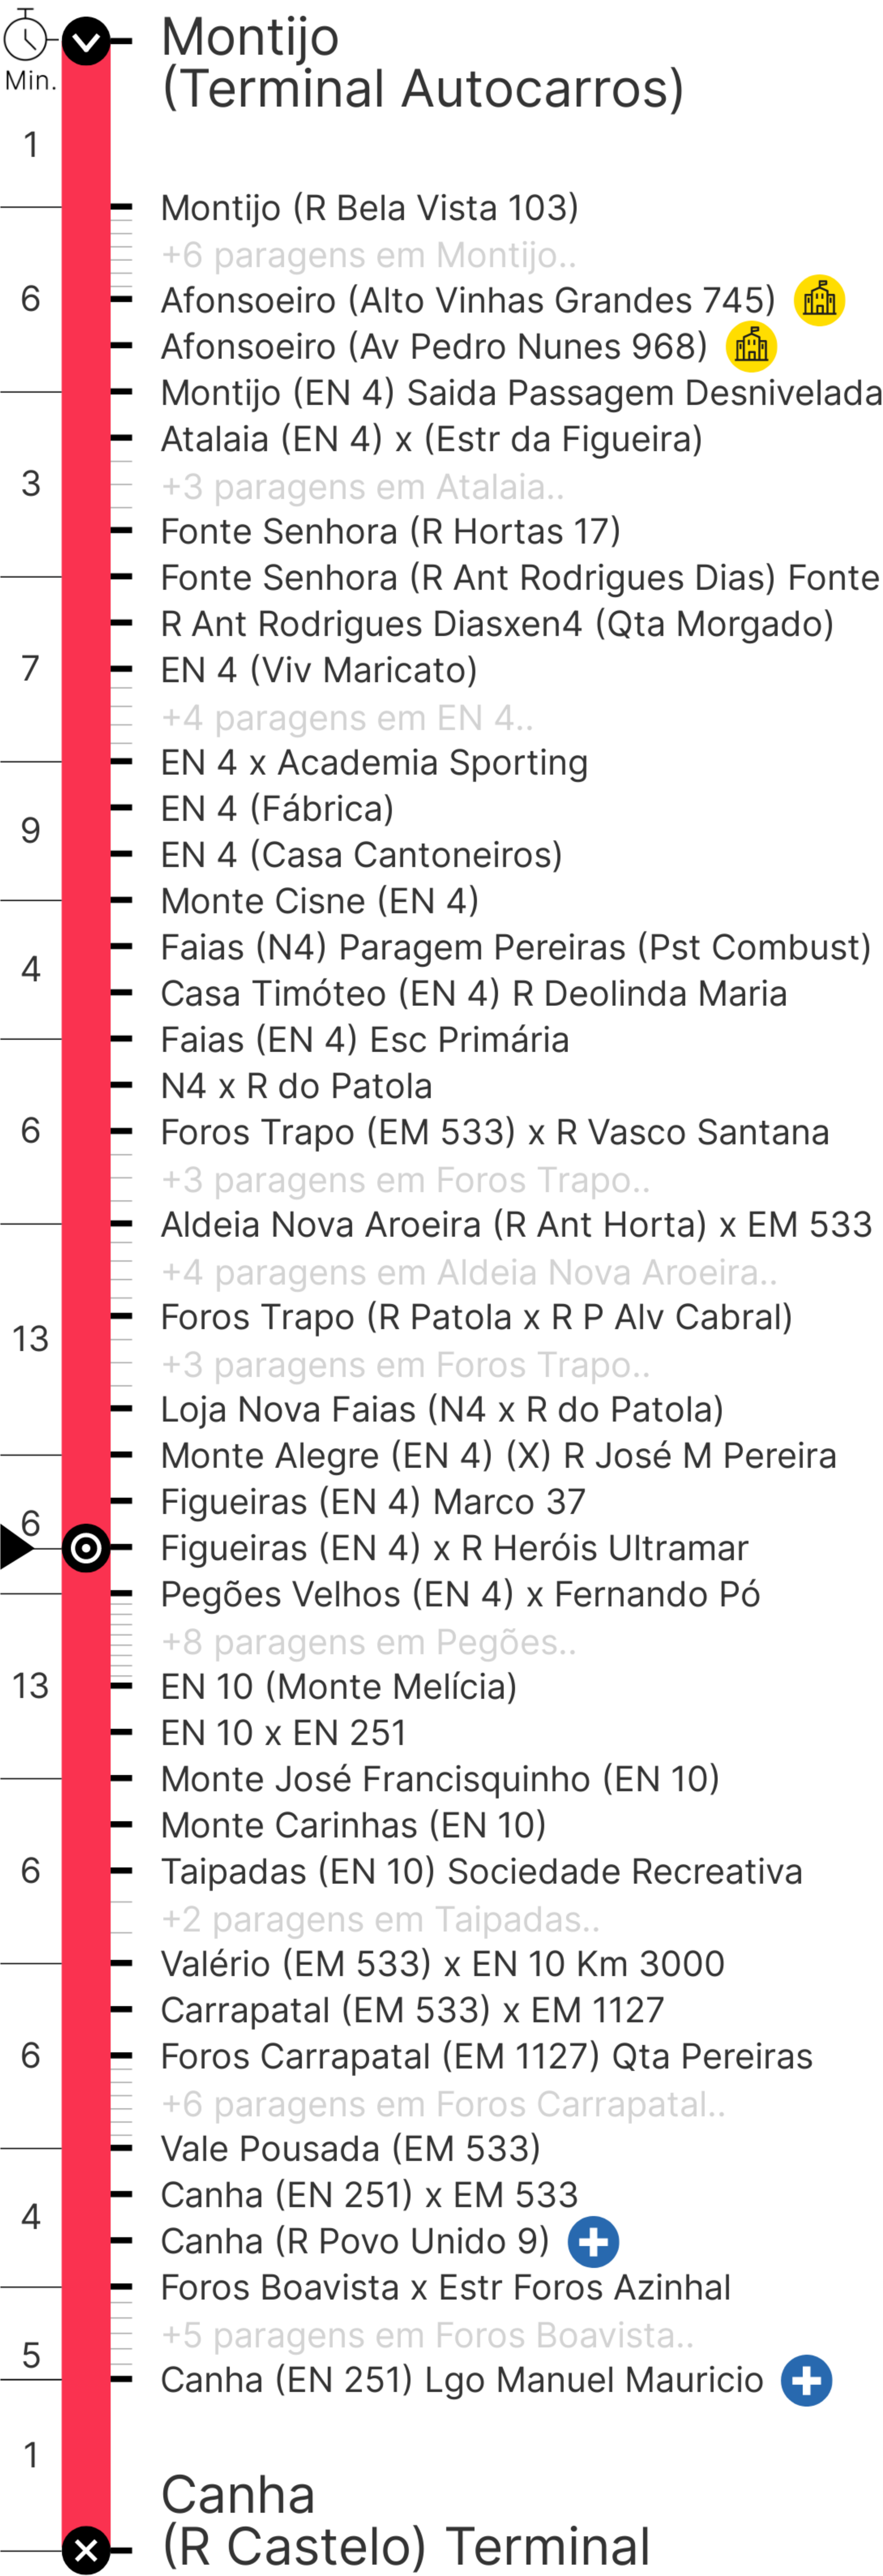 Montijo
(Terminal Autocarros)
Min.
1
Montijo (R Bela Vista 103)
+6 paragens em Montijo..
6
Afonsoeiro (Alto Vinhas Grandes 745)
Afonsoeiro (Av Pedro Nunes 968)
Montijo (EN 4) Saida Passagem Desnivelada
Atalaia (EN 4) x (Estr da Figueira)
3
+3 paragens em Atalaia..
Fonte Senhora (R Hortas 17)
Fonte Senhora (R Ant Rodrigues Dias) Fonte
R Ant Rodrigues Diasxen4 (Qta Morgado)
7
EN 4 (Viv Maricato)
+4 paragens em EN 4..
EN 4 x Academia Sporting
EN 4 (Fábrica)
9
EN 4 (Casa Cantoneiros)
Monte Cisne (EN 4)
Faias (N4) Paragem Pereiras (Pst Combust)
4
Casa Timóteo (EN 4) R Deolinda Maria
Faias (EN 4) Esc Primária
N4 x R do Patola
6
Foros Trapo (EM 533) x R Vasco Santana
+3 paragens em Foros Trapo..
Aldeia Nova Aroeira (R Ant Horta) x EM 533
+4 paragens em Aldeia Nova Aroeira..
Foros Trapo (R Patola x R P Alv Cabral)
13
+3 paragens em Foros Trapo..
Loja Nova Faias (N4 x R do Patola)
Monte Alegre (EN 4) (X) R José M Pereira
Figueiras (EN 4) Marco 37
6
Figueiras (EN 4) x R Heróis Ultramar
Pegões Velhos (EN 4) x Fernando Pó
+8 paragens em Pegões..
13
EN 10 (Monte Melícia)
EN 10 x EN 251
Monte José Francisquinho (EN 10)
Monte Carinhas (EN 10)
6
Taipadas (EN 10) Sociedade Recreativa
+2 paragens em Taipadas..
Valério (EM 533) x EN 10 Km 3000
Carrapatal (EM 533) x EM 1127
6
Foros Carrapatal (EM 1127) Qta Pereiras
+6 paragens em Foros Carrapatal..
Vale Pousada (EM 533)
Canha (EN 251) x EM 533
4
Canha (R Povo Unido 9)
Foros Boavista x Estr Foros Azinhal
+5 paragens em Foros Boavista..
5
Canha (EN 251) Lgo Manuel Mauricio
1
Canha
(R Castelo) Terminal